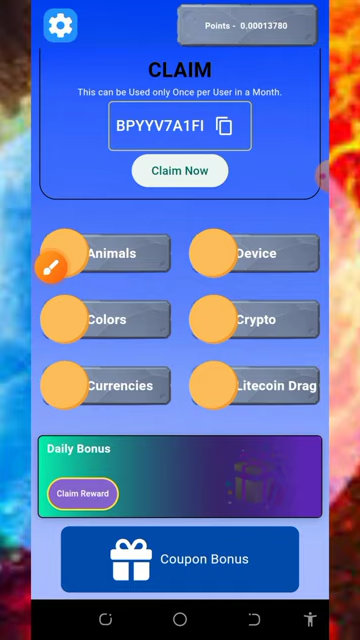 Points - 0.00013780
CLAIM
This can be Used only Once per User in a Month.
BPYYV7A1FI
Claim Now
Animals
Device
Colors
Crypto
Currencies
Litecoin Drag
Daily Bonus
Claim Reward
Coupon Bonus